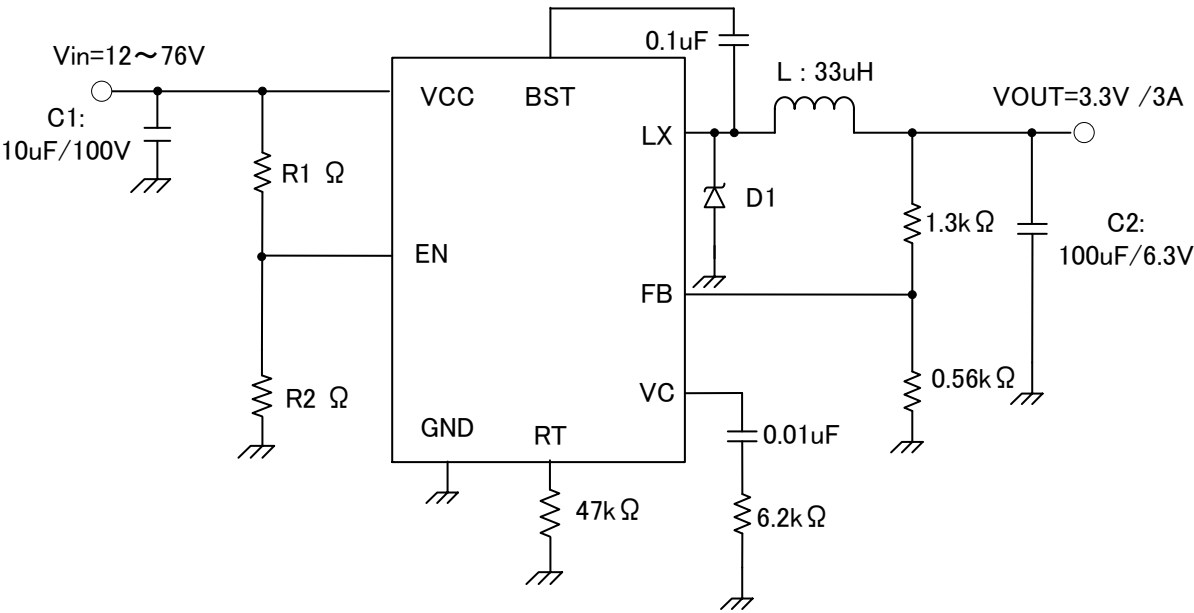 Vin=12～76V
C1:
10uF/100V
R1 Ω
R2 Ω
VCC
BST
LX
EN
FB
VC
GND
RT
0.1uF
L : 33uH
VOUT=3.3V /3A
D1
1.3kΩ
C2:
100uF/6.3V
0.56kΩ
0.01uF
6.2kΩ
47kΩ